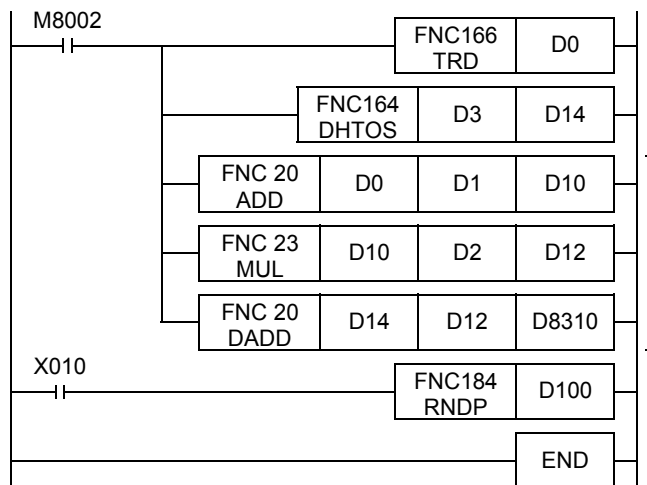 M8002
FNC166
TRD
D0
FNC164
DHTOS
D3
D14
FNC 20
ADD
D0
D1
D10
FNC 23
MUL
D10
D2
D12
FNC 20
DADD
D14
D12
D8310
X010
FNC184
RNDP
D100
END